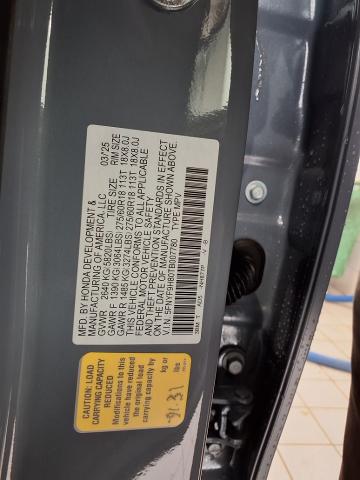 MFD. BY HONDA DEVELOPMENT &
MANUFACTURING OF AMERICA, LLC 03/25
GVWR 2640 KG(5820LBS) TIRE SIZE RIM SIZE
GAWR F 1390 KG(3064LBS) 275/60R18 113T 18X8.0J
GAWR R 1485 KG(3274LBS) 275/60R18 113T 18X8.0J
THIS VEHICLE CONFORMS TO ALL APPLICABLE
FEDERAL MOTOR VEHICLE SAFETY
AND THEFT PREVENTION STANDARDS IN EFFECT
ON THE DATE OF MANUFACTURE SHOWN ABOVE.
TYPE:MPV
CAUTION: LOAD
CARRYING CAPACITY
REDUCED
Modifications to this
vehicle have reduced
the original load
carrying capacity by
kg or
lbs